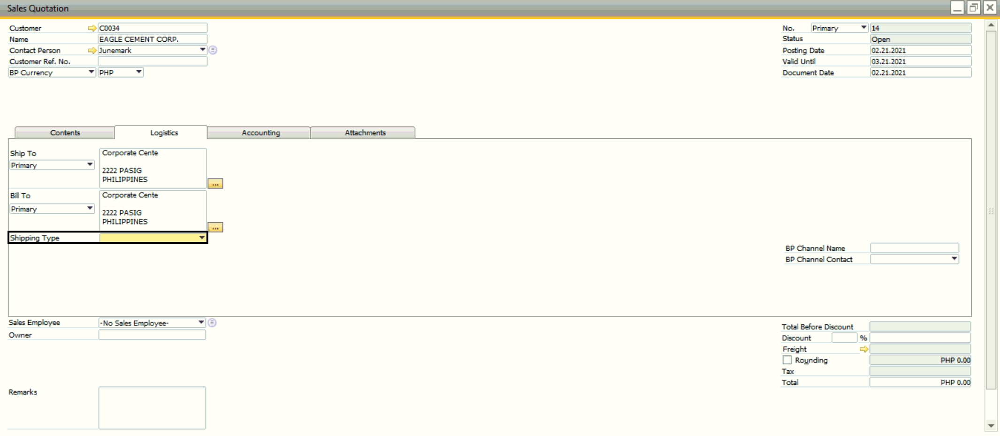 Sales Quotation
Customer C0034
Name EAGLE CEMENT CORP.
Contact Person Junemark
Customer Ref. No.
BP Currency PHP
No. Primary 14
Status Open
Posting Date 02.21.2021
Valid Until 03.21.2021
Document Date 02.21.2021
Contents Logistics Accounting Attachments
Ship To
Primary
Corporate Cente
2222 PASIG
PHILIPPINES
...
Bill To
Primary
Corporate Cente
2222 PASIG
PHILIPPINES
...
Shipping Type
BP Channel Name
BP Channel Contact
Sales Employee -No Sales Employee-
Owner
Remarks
Total Before Discount
Discount %
Freight
Rounding PHP 0.00
Tax
Total PHP 0.00